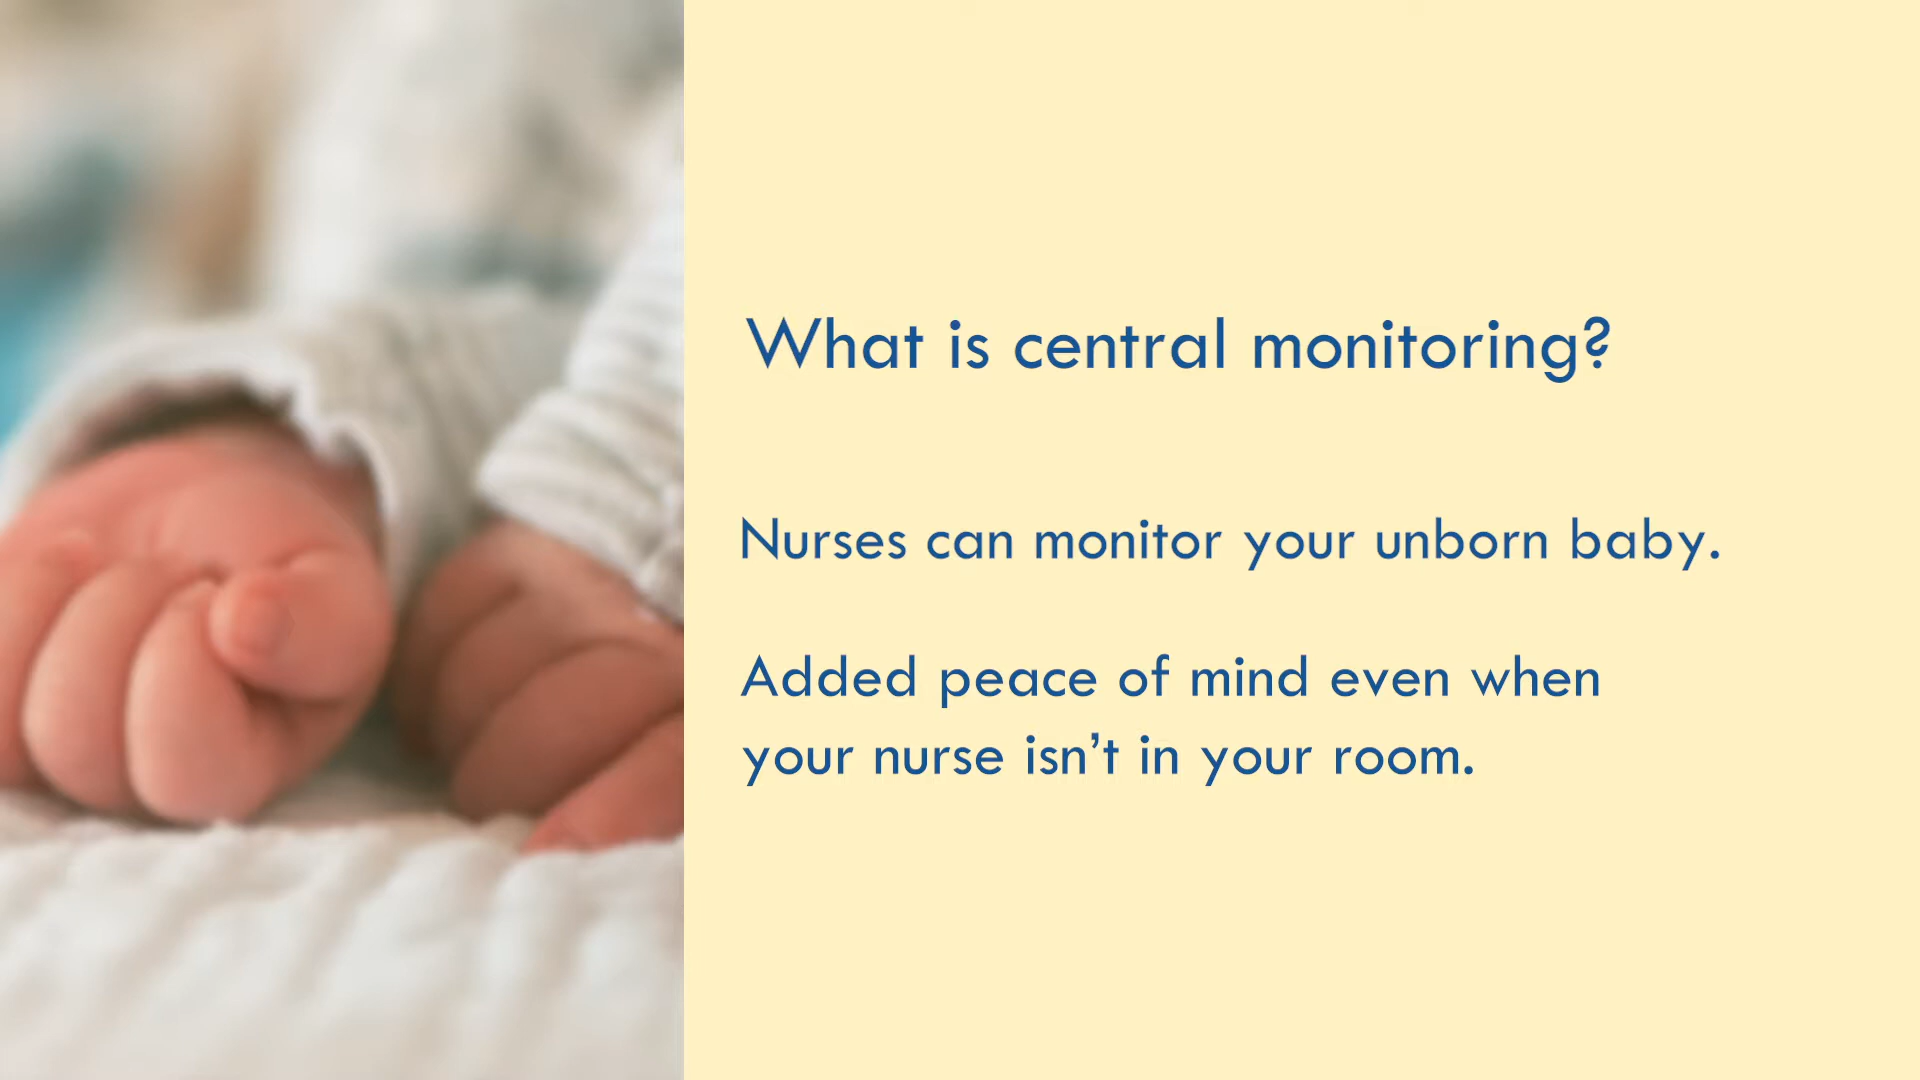 What is central monitoring?
Nurses can monitor your unborn baby.
Added peace of mind even when
your nurse isn’t in your room.